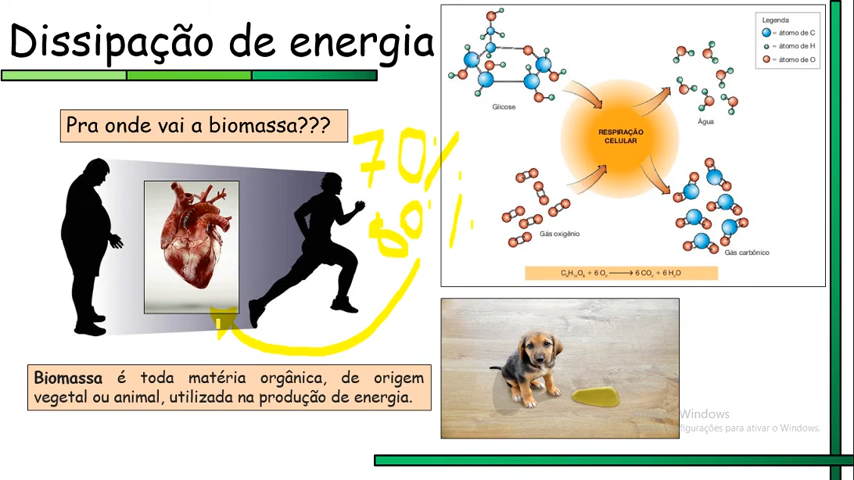 Dissipação de energia
Pra onde vai a biomassa???
70%
80%
Biomassa é toda matéria orgânica, de origem
vegetal ou animal, utilizada na produção de energia.
Legenda
= átomo de C
= átomo de H
= átomo de O
Glicose
Água
RESPIRAÇÃO
CELULAR
Gás oxigênio
Gás carbônico
C₆H₁₂O₆ + 6 O₂ ⟶ 6 CO₂ + 6 H₂O
Windows
figurações para ativar o Windows.